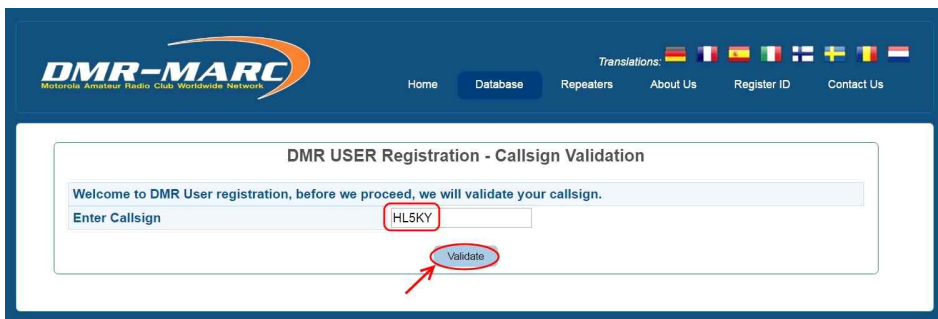 Translations:
DMR-MARC
Motorola Amateur Radio Club Worldwide Network
Home Database Repeaters About Us Register ID Contact Us
DMR USER Registration - Callsign Validation
Welcome to DMR User registration, before we proceed, we will validate your callsign.
Enter Callsign HL5KY
Validate